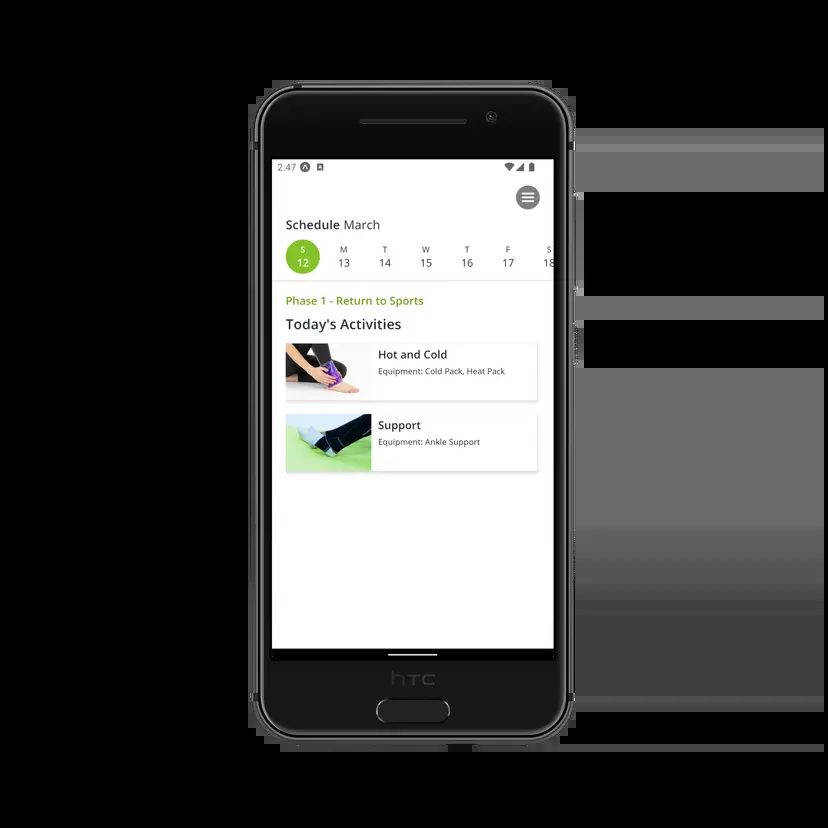 2:47
Schedule March
S M T W T F S
12 13 14 15 16 17 18
Phase 1 - Return to Sports
Today's Activities
Hot and Cold
Equipment: Cold Pack, Heat Pack
Support
Equipment: Ankle Support
hTC